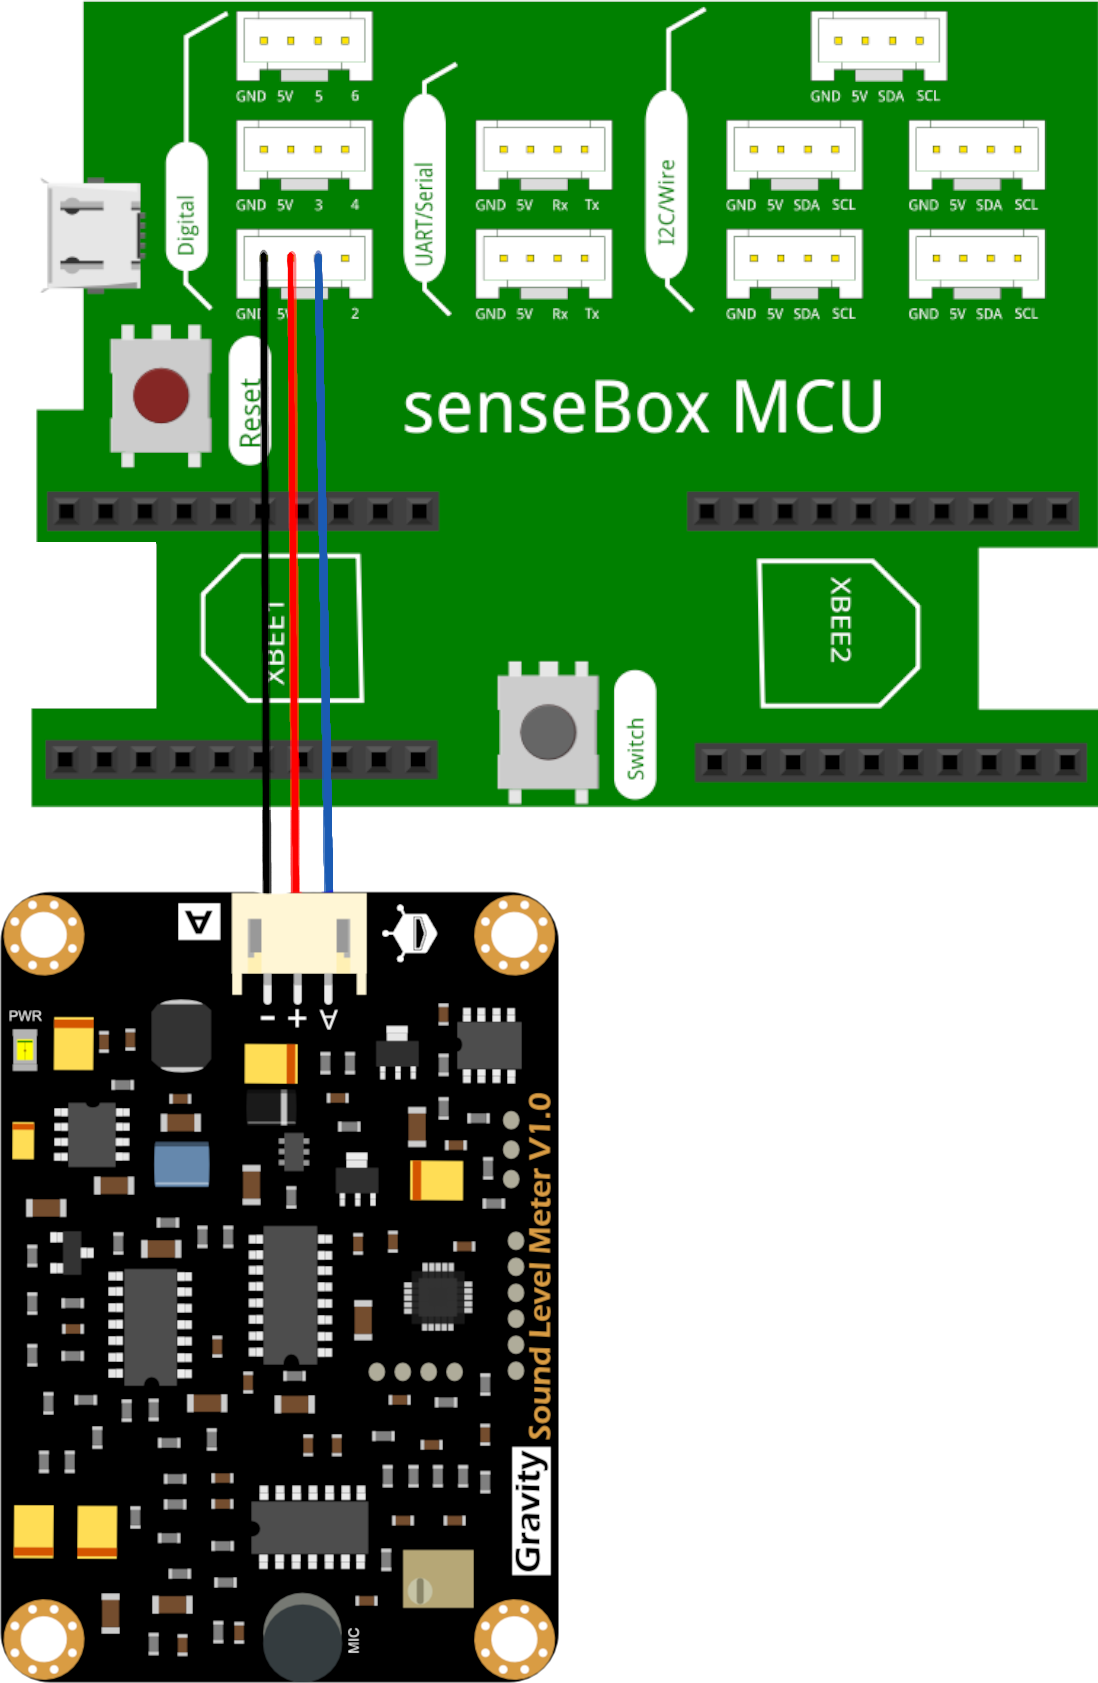 GND 5V 5 6
GND 5V SDA SCL
Digital
GND 5V 3 4
UART/Serial
GND 5V Rx Tx
I2C/Wire
GND 5V SDA SCL
GND 5V SDA SCL
GND 5V 2
GND 5V Rx Tx
GND 5V SDA SCL
GND 5V SDA SCL
Reset
senseBox MCU
XBEE1
XBEE2
Switch
A
PWR
- + A
Gravity Sound Level Meter V1.0
MIC